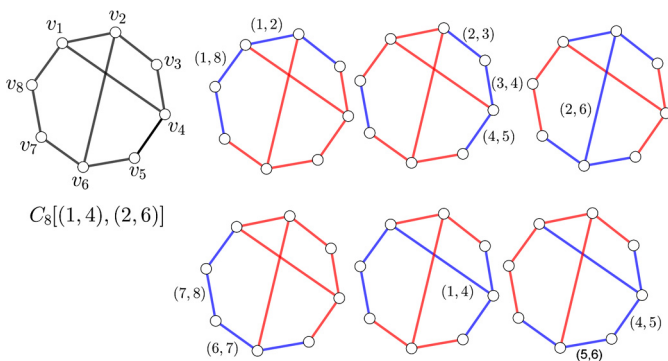 v₁
v₂
v₃
v₄
v₅
v₆
v₇
v₈
C₈[(1, 4), (2, 6)]
(1, 2)
(1, 8)
(2, 3)
(3, 4)
(4, 5)
(2, 6)
(7, 8)
(6, 7)
(1, 4)
(4, 5)
(5,6)